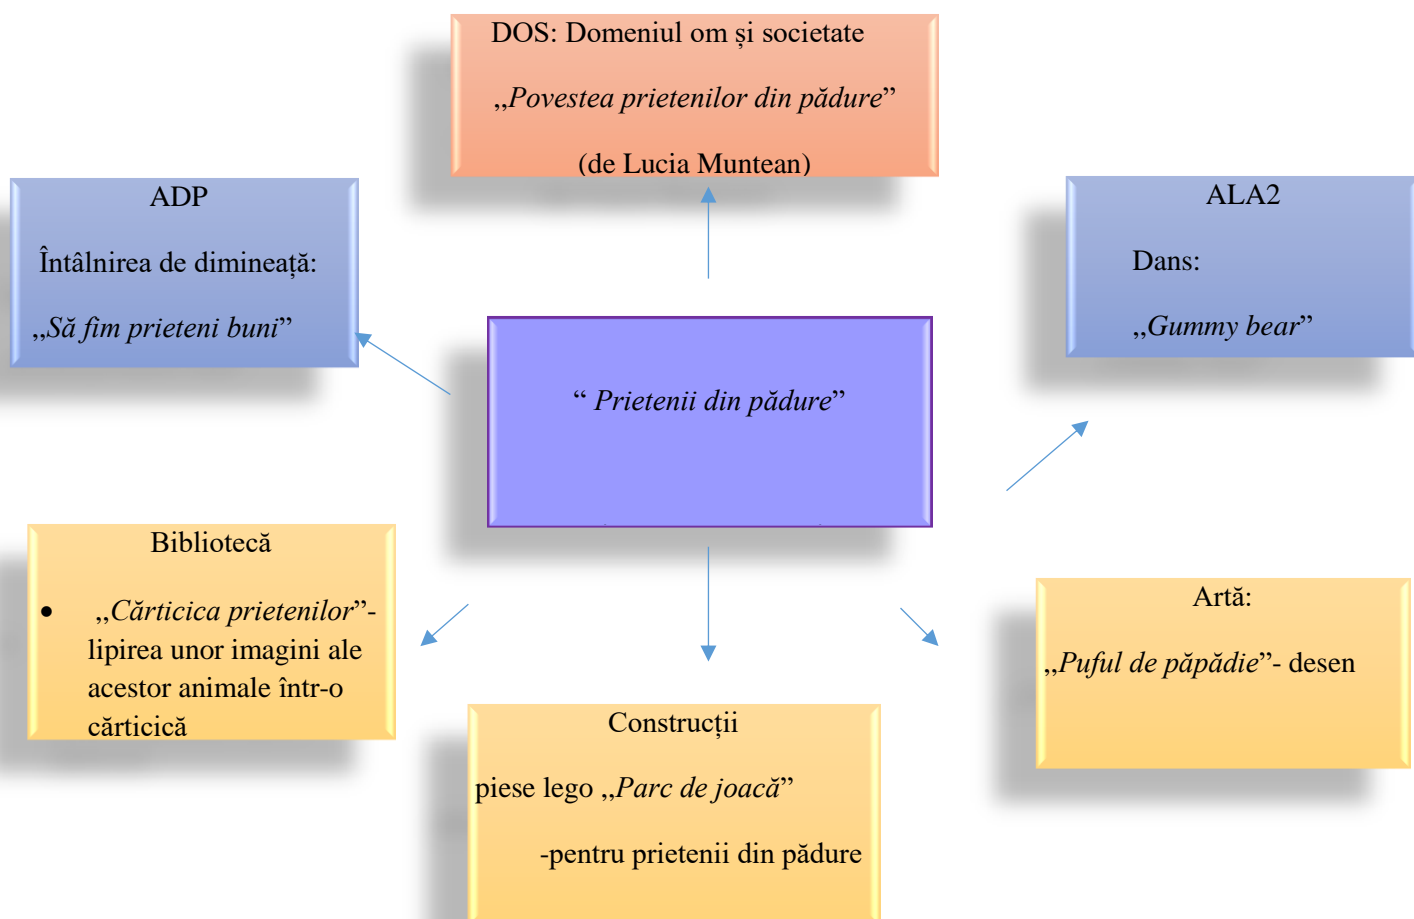 DOS: Domeniul om și societate
,,Povestea prietenilor din pădure”
(de Lucia Muntean)
ADP
Întâlnirea de dimineață:
,,Să fim prieteni buni”
ALA2
Dans:
,,Gummy bear”
“ Prietenii din pădure”
Bibliotecă
• ,,Cărticica prietenilor”-
lipirea unor imagini ale
acestor animale într-o
cărticică
Construcții
piese lego ,,Parc de joacă”
-pentru prietenii din pădure
Artă:
,,Puful de păpădie”- desen